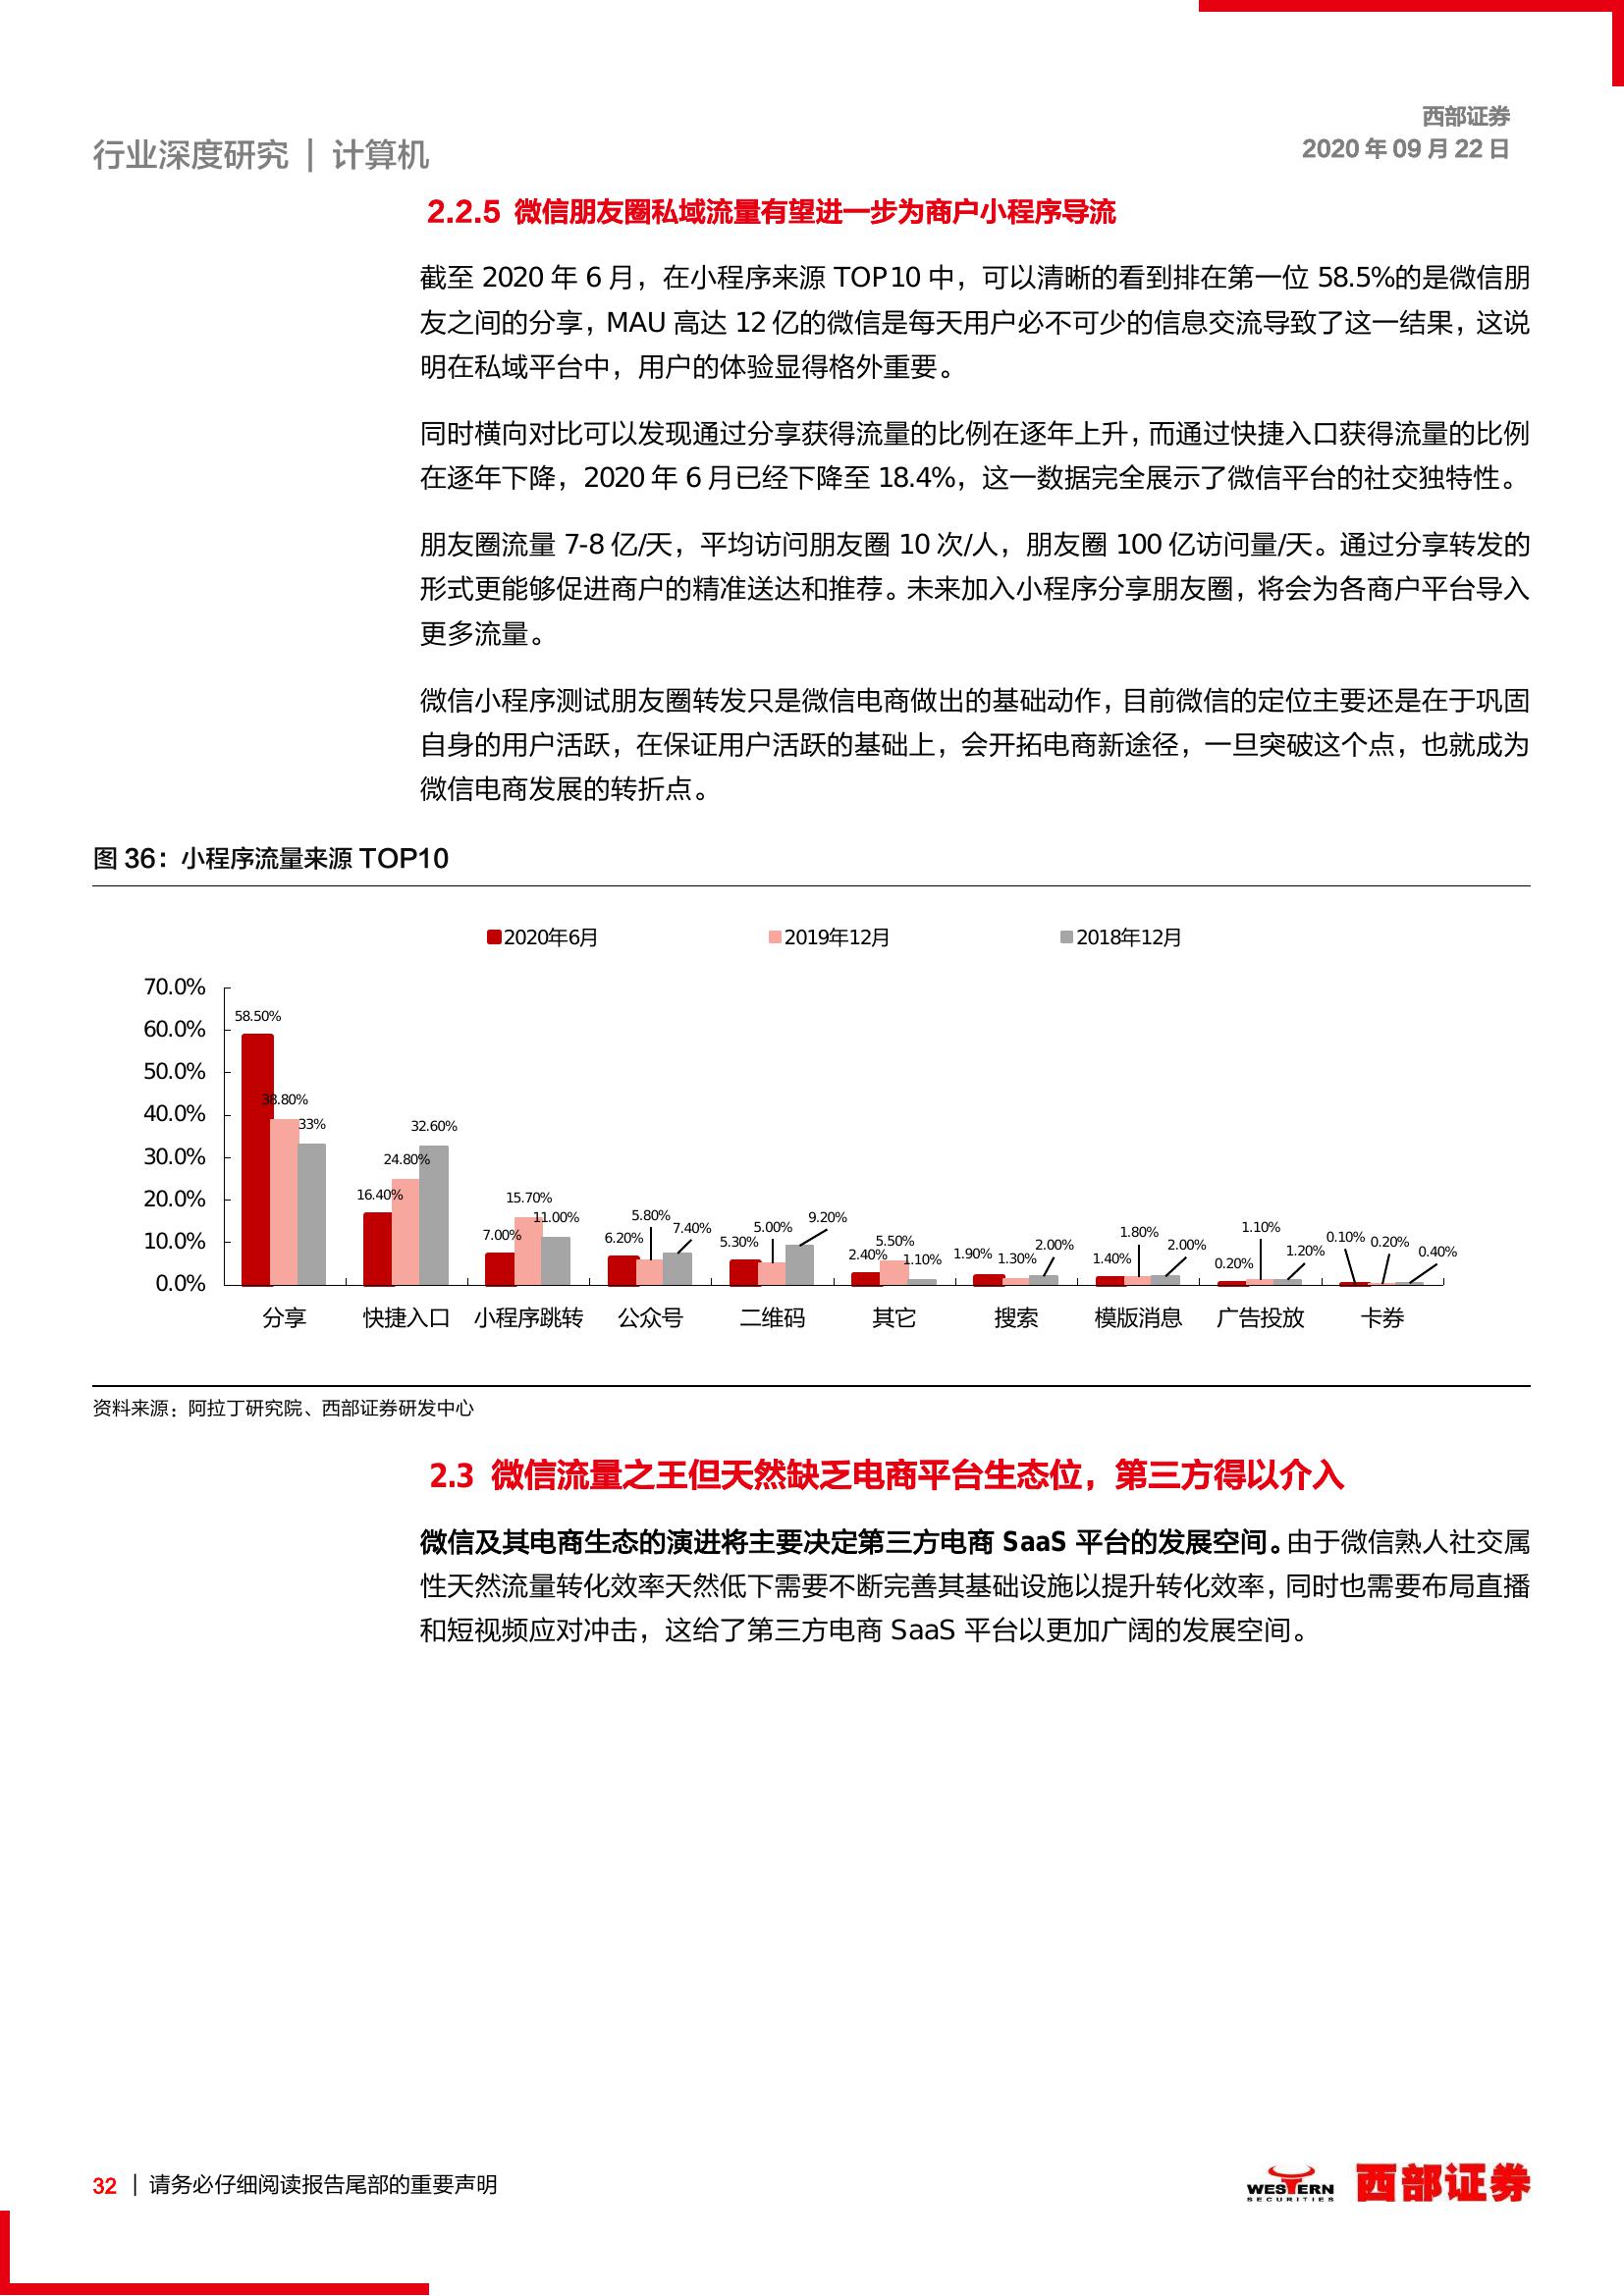 西部证券
行业深度研究 | 计算机
2020 年 09 月 22 日
2.2.5 微信朋友圈私域流量有望进一步为商户小程序导流
截至 2020 年 6 月，在小程序来源 TOP10 中，可以清晰的看到排在第一位 58.5%的是微信朋
友之间的分享，MAU 高达 12 亿的微信是每天用户必不可少的信息交流导致了这一结果，这说
明在私域平台中，用户的体验显得格外重要。
同时横向对比可以发现通过分享获得流量的比例在逐年上升，而通过快捷入口获得流量的比例
在逐年下降，2020 年 6 月已经下降至 18.4%，这一数据完全展示了微信平台的社交独特性。
朋友圈流量 7-8 亿/天，平均访问朋友圈 10 次/人，朋友圈 100 亿访问量/天。通过分享转发的
形式更能够促进商户的精准送达和推荐。未来加入小程序分享朋友圈，将会为各商户平台导入
更多流量。
微信小程序测试朋友圈转发只是微信电商做出的基础动作，目前微信的定位主要还是在于巩固
自身的用户活跃，在保证用户活跃的基础上，会开拓电商新途径，一旦突破这个点，也就成为
微信电商发展的转折点。
图 36：小程序流量来源 TOP10
2020年6月 2019年12月 2018年12月
70.0%
60.0%
50.0%
40.0%
30.0%
20.0%
10.0%
0.0%
58.50% 38.80% 33%
16.40% 24.80% 32.60%
7.00% 15.70% 11.00%
6.20% 5.80% 7.40%
5.30% 5.00% 9.20%
2.40% 5.50% 1.10%
1.90% 1.30% 2.00%
1.40% 1.80% 2.00%
0.20% 1.10% 1.20%
0.10% 0.20% 0.40%
分享 快捷入口 小程序跳转 公众号 二维码 其它 搜索 模版消息 广告投放 卡券
资料来源：阿拉丁研究院、西部证券研发中心
2.3 微信流量之王但天然缺乏电商平台生态位，第三方得以介入
微信及其电商生态的演进将主要决定第三方电商 SaaS 平台的发展空间。由于微信熟人社交属
性天然流量转化效率天然低下需要不断完善其基础设施以提升转化效率，同时也需要布局直播
和短视频应对冲击，这给了第三方电商 SaaS 平台以更加广阔的发展空间。
32 | 请务必仔细阅读报告尾部的重要声明
WESTERN
SECURITIES
西部证券